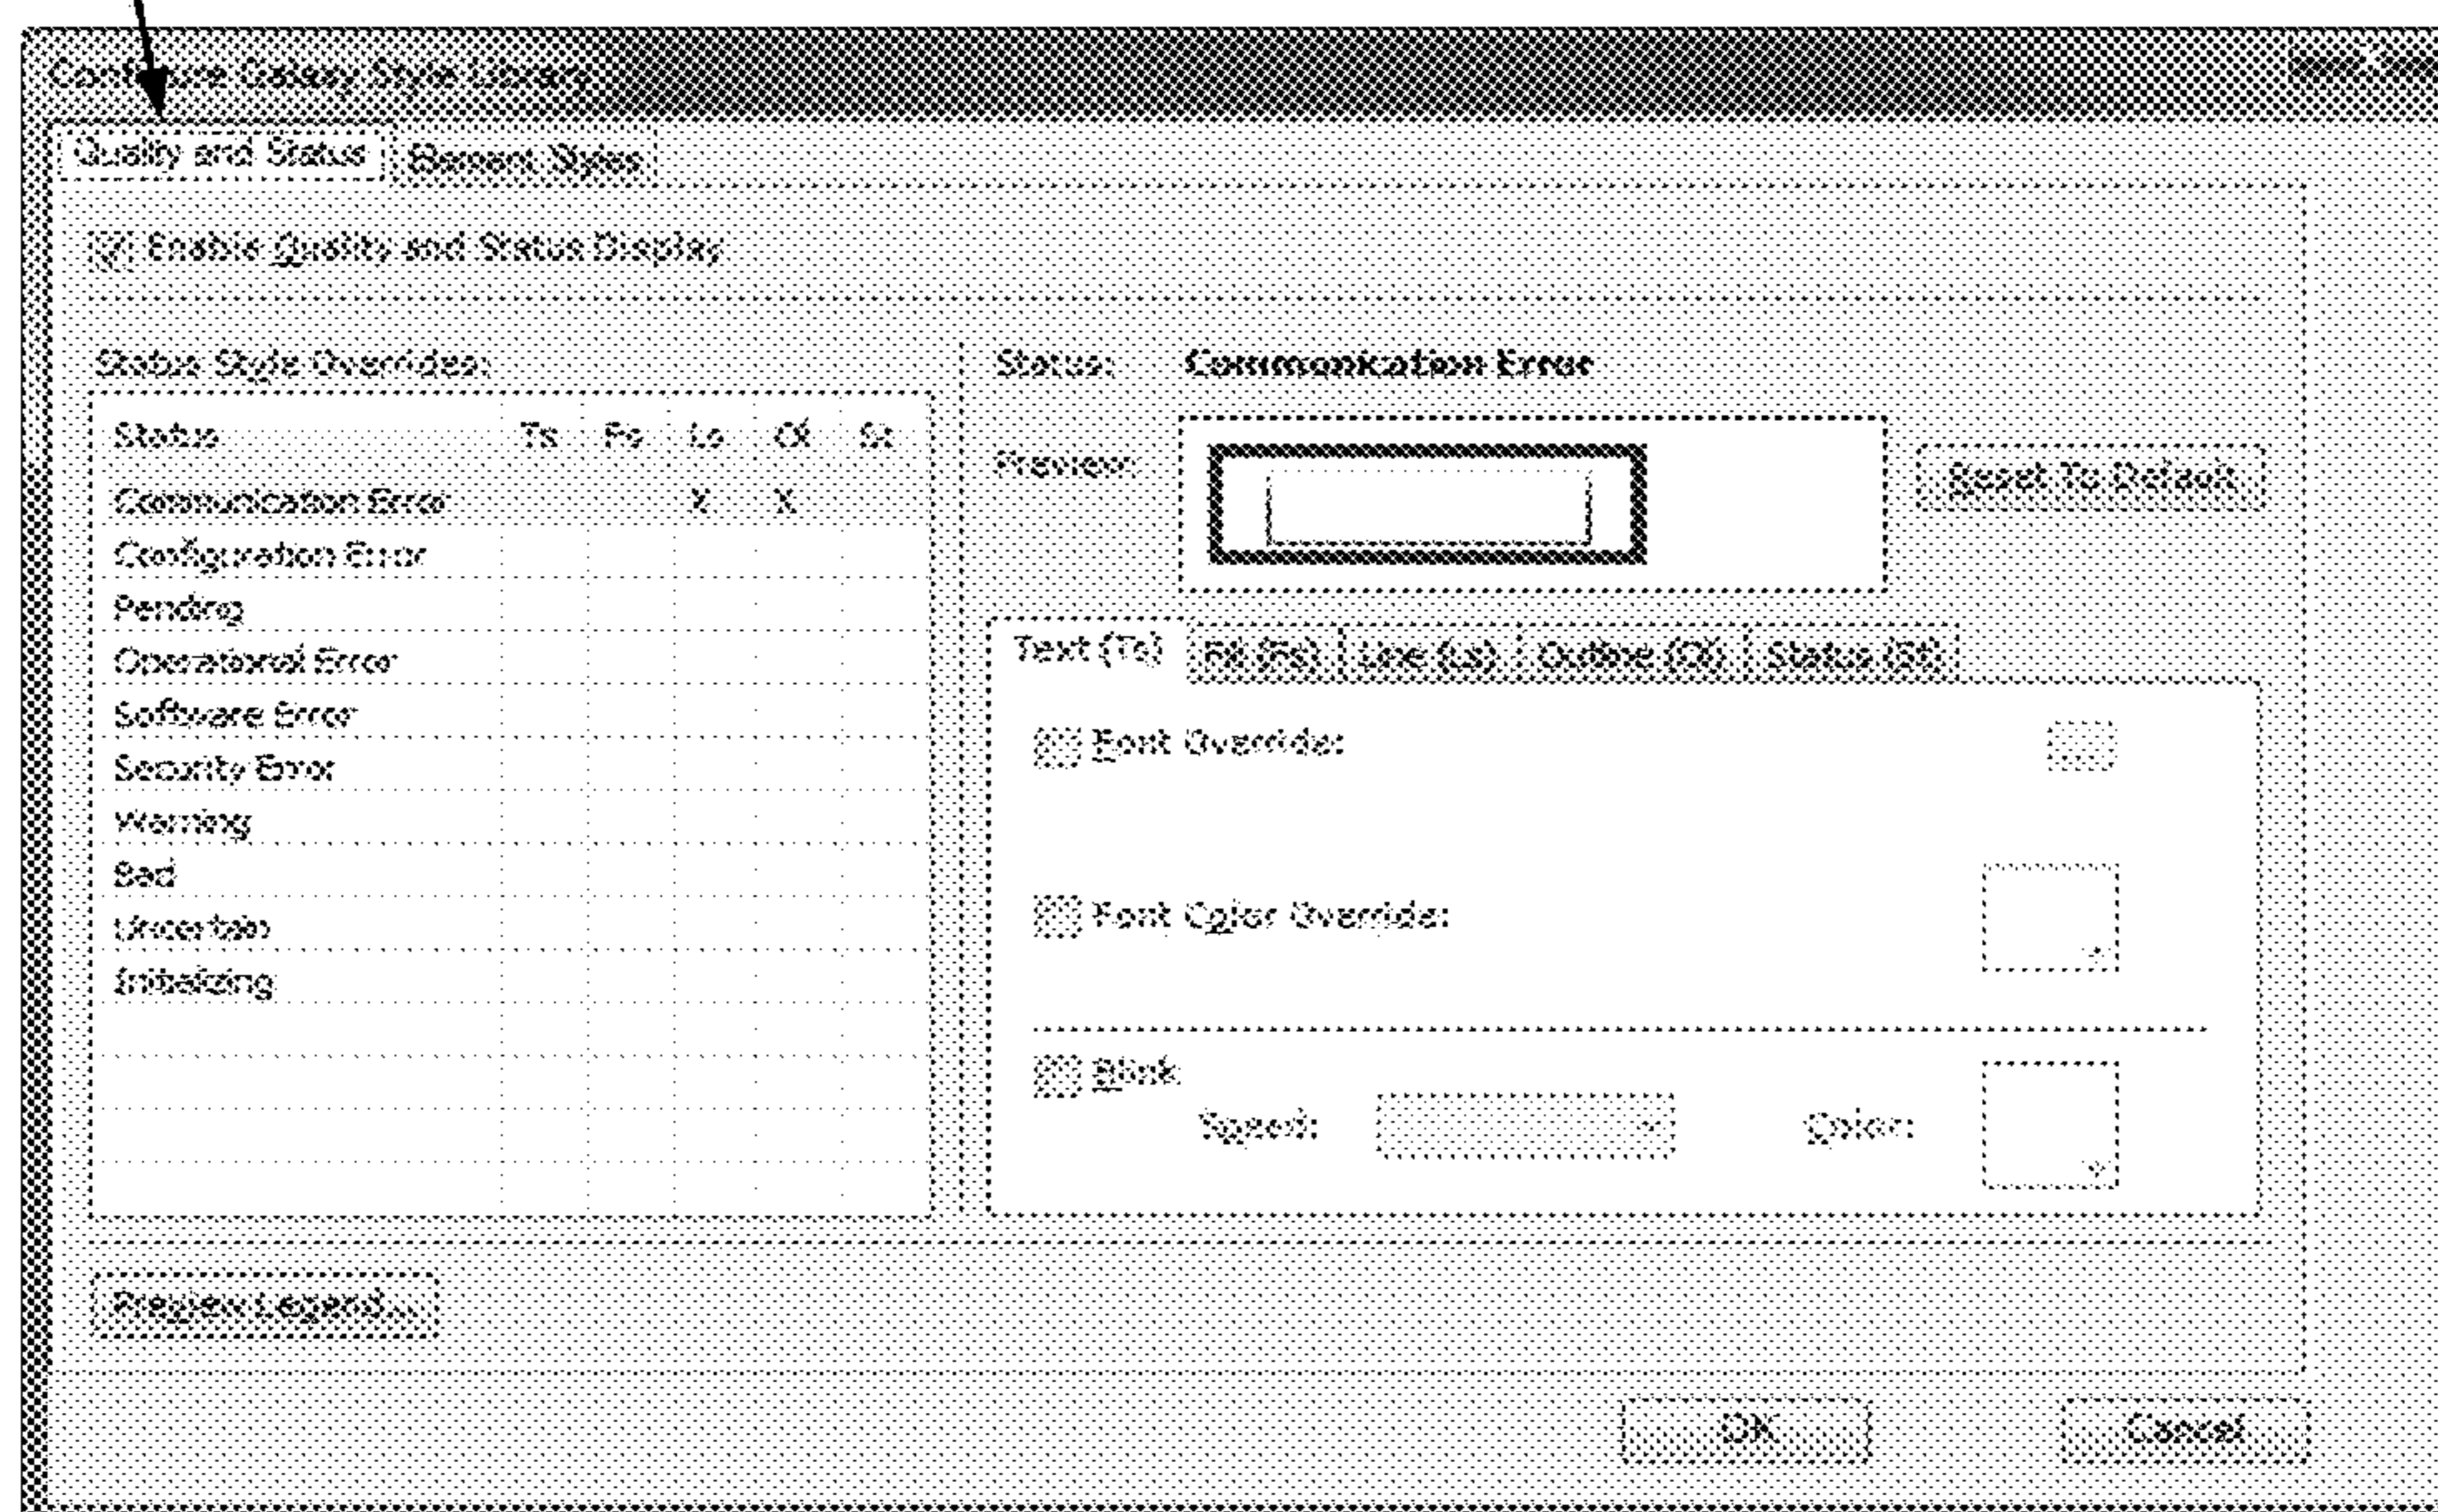 Configure Galaxy Style Library
Quality and Status Element Styles
Enable Quality and Status Display
Status Style Overrides:
Status Ts Fs Ls Ol St
Communication Error X X
Configuration Error
Pending
Operational Error
Software Error
Security Error
Warning
Bad
Uncertain
Initializing
Preview Legend...
Status: Communication Error
Preview:
Reset To Default
Text (Ts) Fill (Fs) Line (Ls) Outline (Ol) Status (St)
Font Override:
Font Color Override:
Blink
Speed: Color:
OK Cancel